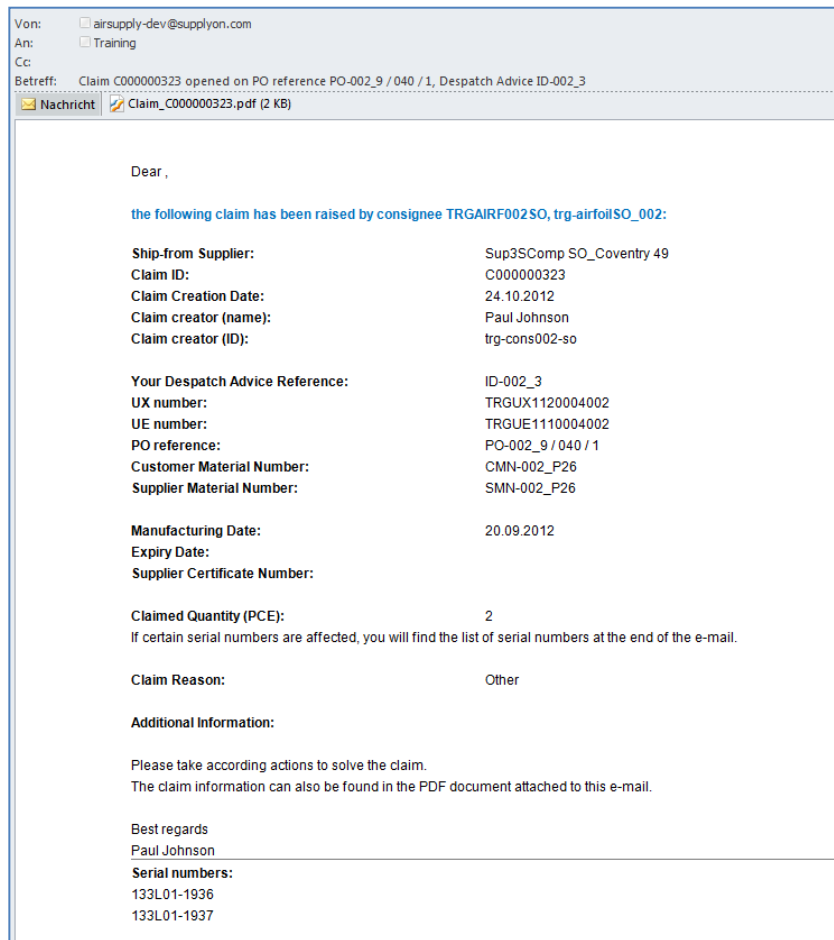 Von: airsupply-dev@supplyon.com
An: Training
Cc:
Betreff: Claim C000000323 opened on PO reference PO-002_9 / 040 / 1, Despatch Advice ID-002_3
Nachricht Claim_C000000323.pdf (2 KB)
Dear ,
the following claim has been raised by consignee TRGAIRF002SO, trg-airfoilSO_002:
Ship-from Supplier: Sup3SComp SO_Coventry 49
Claim ID: C000000323
Claim Creation Date: 24.10.2012
Claim creator (name): Paul Johnson
Claim creator (ID): trg-cons002-so
Your Despatch Advice Reference: ID-002_3
UX number: TRGUX1120004002
UE number: TRGUE1110004002
PO reference: PO-002_9 / 040 / 1
Customer Material Number: CMN-002_P26
Supplier Material Number: SMN-002_P26
Manufacturing Date: 20.09.2012
Expiry Date:
Supplier Certificate Number:
Claimed Quantity (PCE): 2
If certain serial numbers are affected, you will find the list of serial numbers at the end of the e-mail.
Claim Reason: Other
Additional Information:
Please take according actions to solve the claim.
The claim information can also be found in the PDF document attached to this e-mail.
Best regards
Paul Johnson
Serial numbers:
133L01-1936
133L01-1937